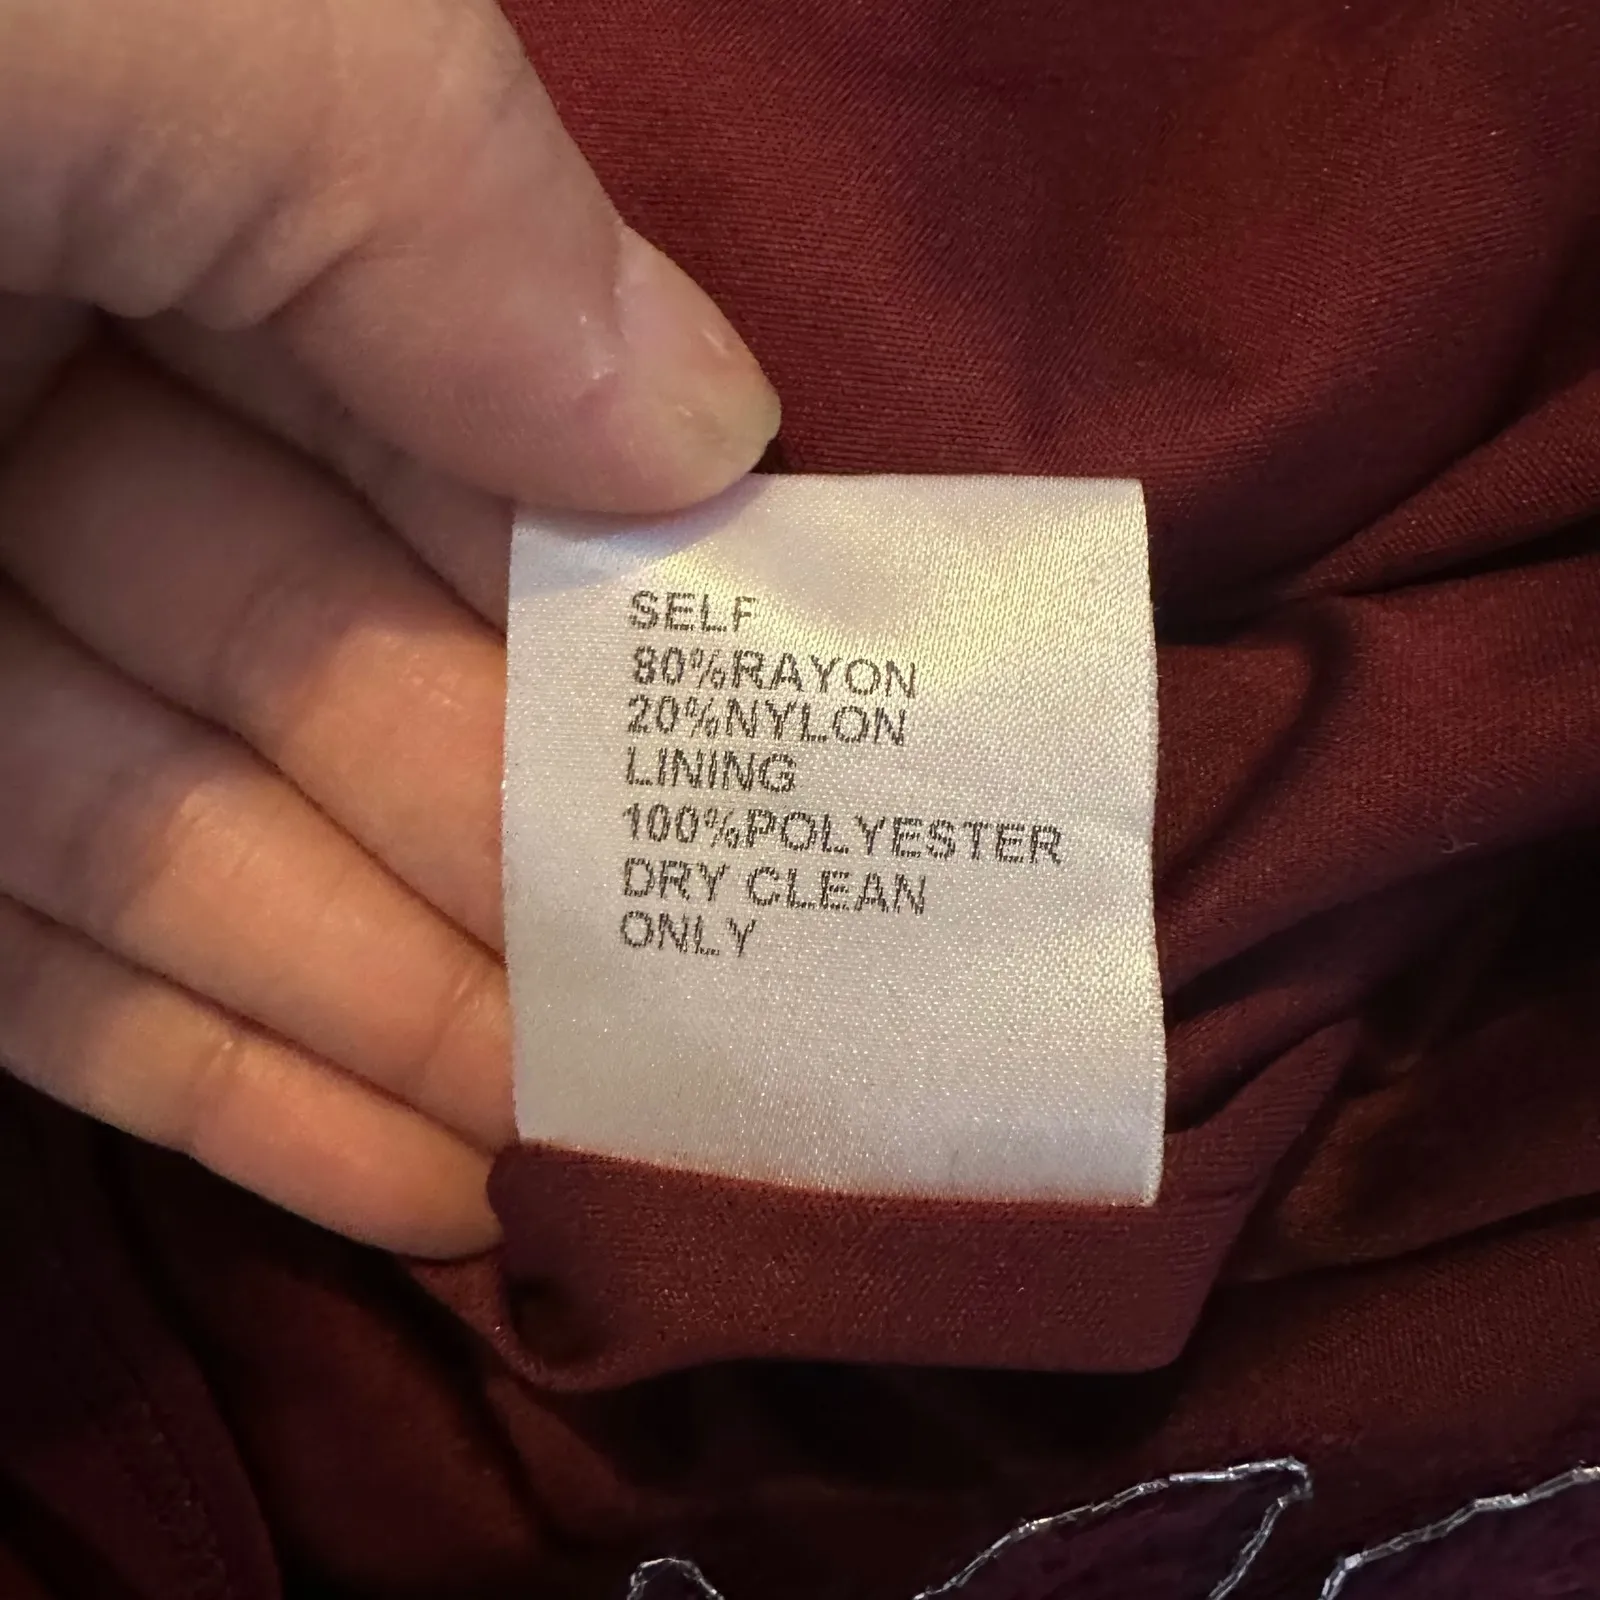 SELF
80%RAYON
20%NYLON
LINING
100%POLYESTER
DRY CLEAN
ONLY